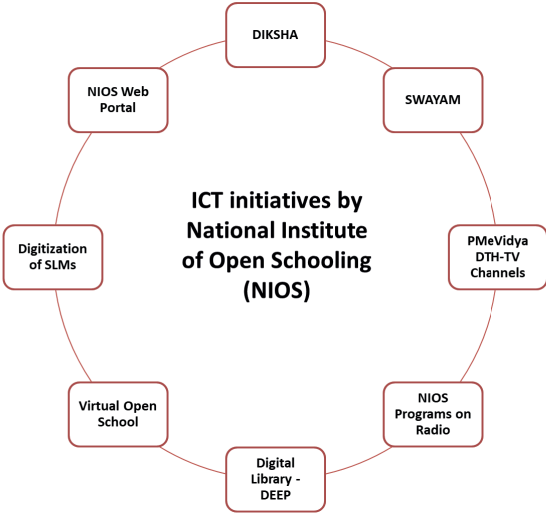 DIKSHA
SWAYAM
PMeVidya
DTH-TV
Channels
NIOS
Programs on
Radio
Digital
Library -
DEEP
Virtual Open
School
Digitization
of SLMs
NIOS Web
Portal
ICT initiatives by
National Institute
of Open Schooling
(NIOS)